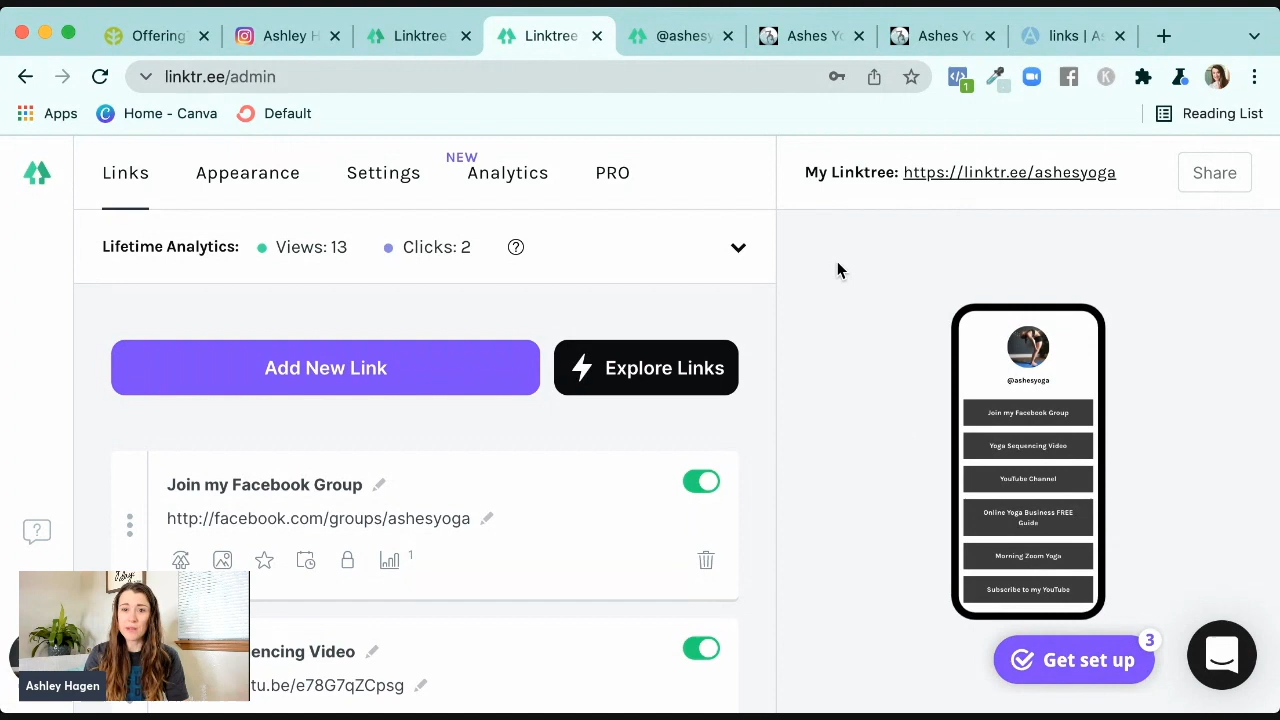 Offering
Ashley H
Linktree
Linktree
@ashesy
Ashes Yo
Ashes Yo
links | As
linktr.ee/admin
1
K
Apps
Home - Canva
Default
Reading List
Links
Appearance
Settings
NEW
Analytics
PRO
My Linktree: https://linktr.ee/ashesyoga
Share
Lifetime Analytics:
Views: 13
Clicks: 2
?
Add New Link
Explore Links
@ashesyoga
Join my Facebook Group
Yoga Sequencing Video
YouTube Channel
Online Yoga Business FREE
Guide
Morning Zoom Yoga
Subscribe to my YouTube
Join my Facebook Group
http://facebook.com/groups/ashesyoga
1
?
encing Video
tu.be/e78G7qZCpsg
Ashley Hagen
Get set up
3